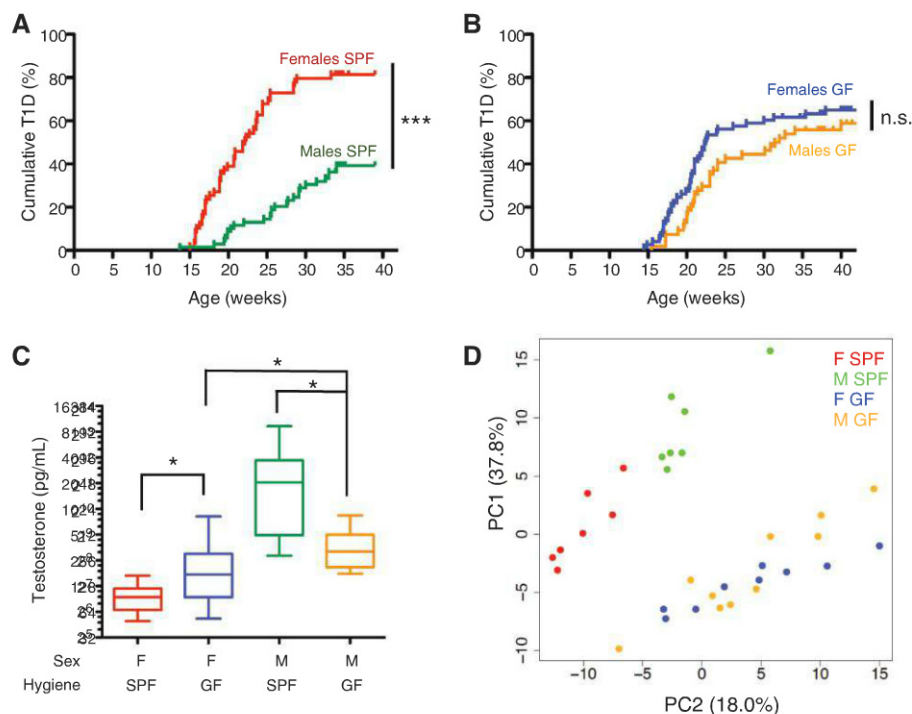 A
Cumulative T1D (%)
100
80
60
40
20
0
Females SPF
Males SPF
***
0 5 10 15 20 25 30 35 40
Age (weeks)
B
Cumulative T1D (%)
100
80
60
40
20
0
Females GF
Males GF
n.s.
0 5 10 15 20 25 30 35 40
Age (weeks)
C
Testosterone (pg/mL)
*
*
*
Sex F F M M
Hygiene SPF GF SPF GF
D
PC1 (37.8%)
15
10
5
0
−5
−10
F SPF
M SPF
F GF
M GF
−10 −5 0 5 10 15
PC2 (18.0%)